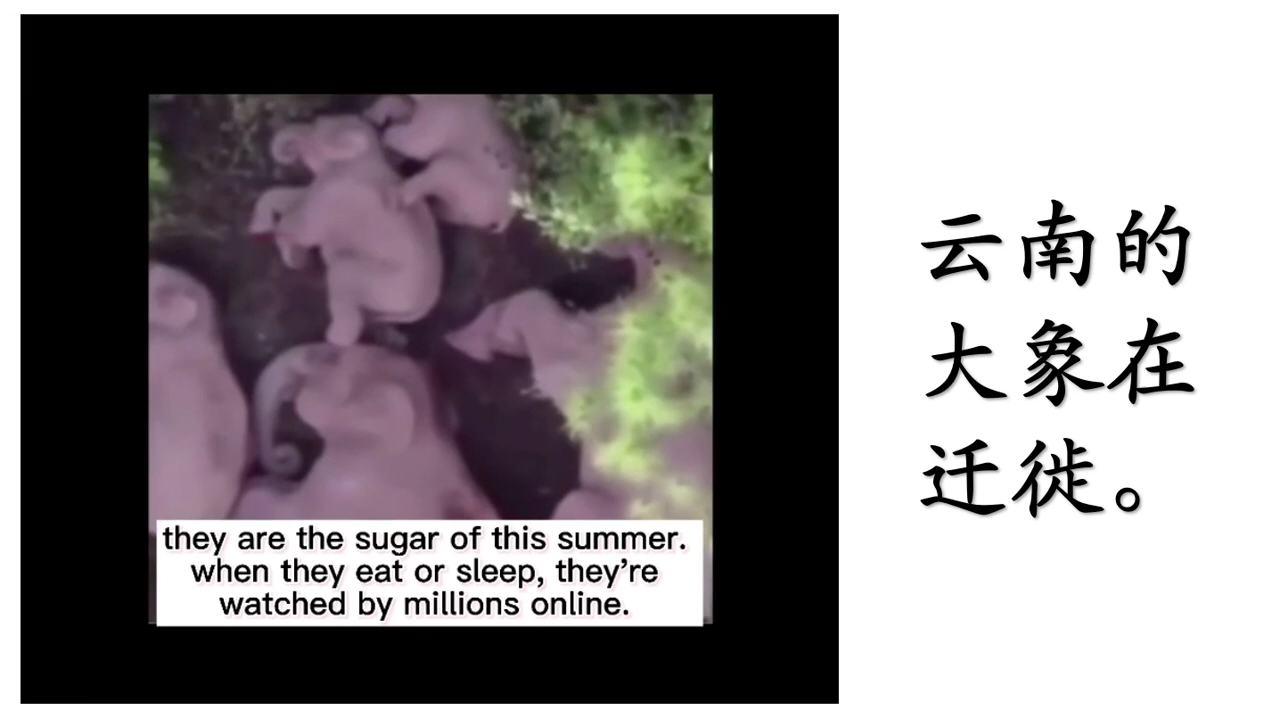 they are the sugar of this summer.
when they eat or sleep, they're
watched by millions online.
云南的
大象在
迁徙。